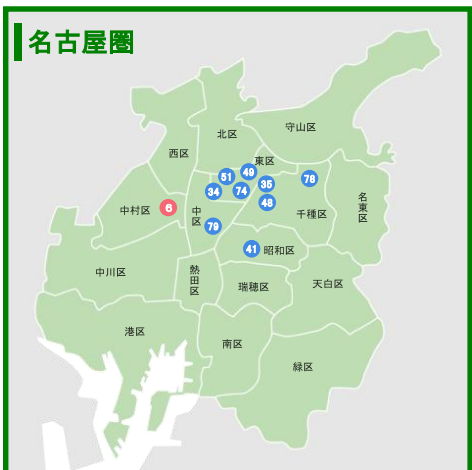 名古屋圏
守山区
北区
東区
西区
51
49
34
74
35
78
48
名東区
中村区
6
中区
千種区
79
41
昭和区
中川区
熱田区
瑞穂区
天白区
港区
南区
緑区